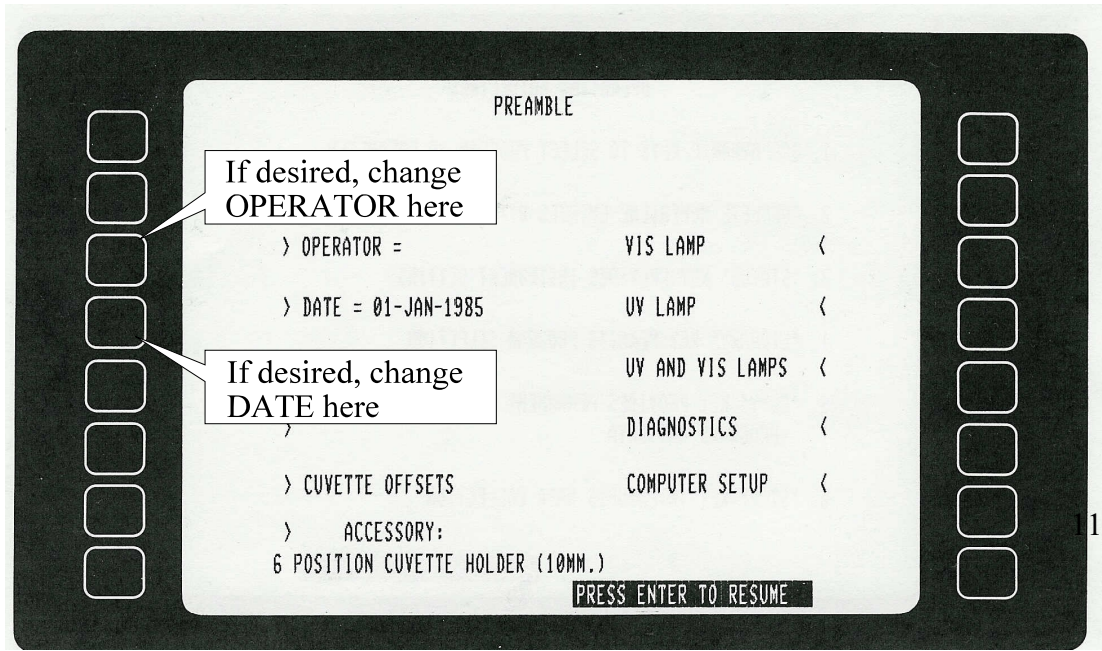 PREAMBLE
If desired, change
OPERATOR here
> OPERATOR =
VIS LAMP <
> DATE = 01-JAN-1985
UV LAMP <
If desired, change
DATE here
UV AND VIS LAMPS <
>
DIAGNOSTICS <
> CUVETTE OFFSETS
COMPUTER SETUP <
> ACCESSORY:
6 POSITION CUVETTE HOLDER (10MM.)
PRESS ENTER TO RESUME
11